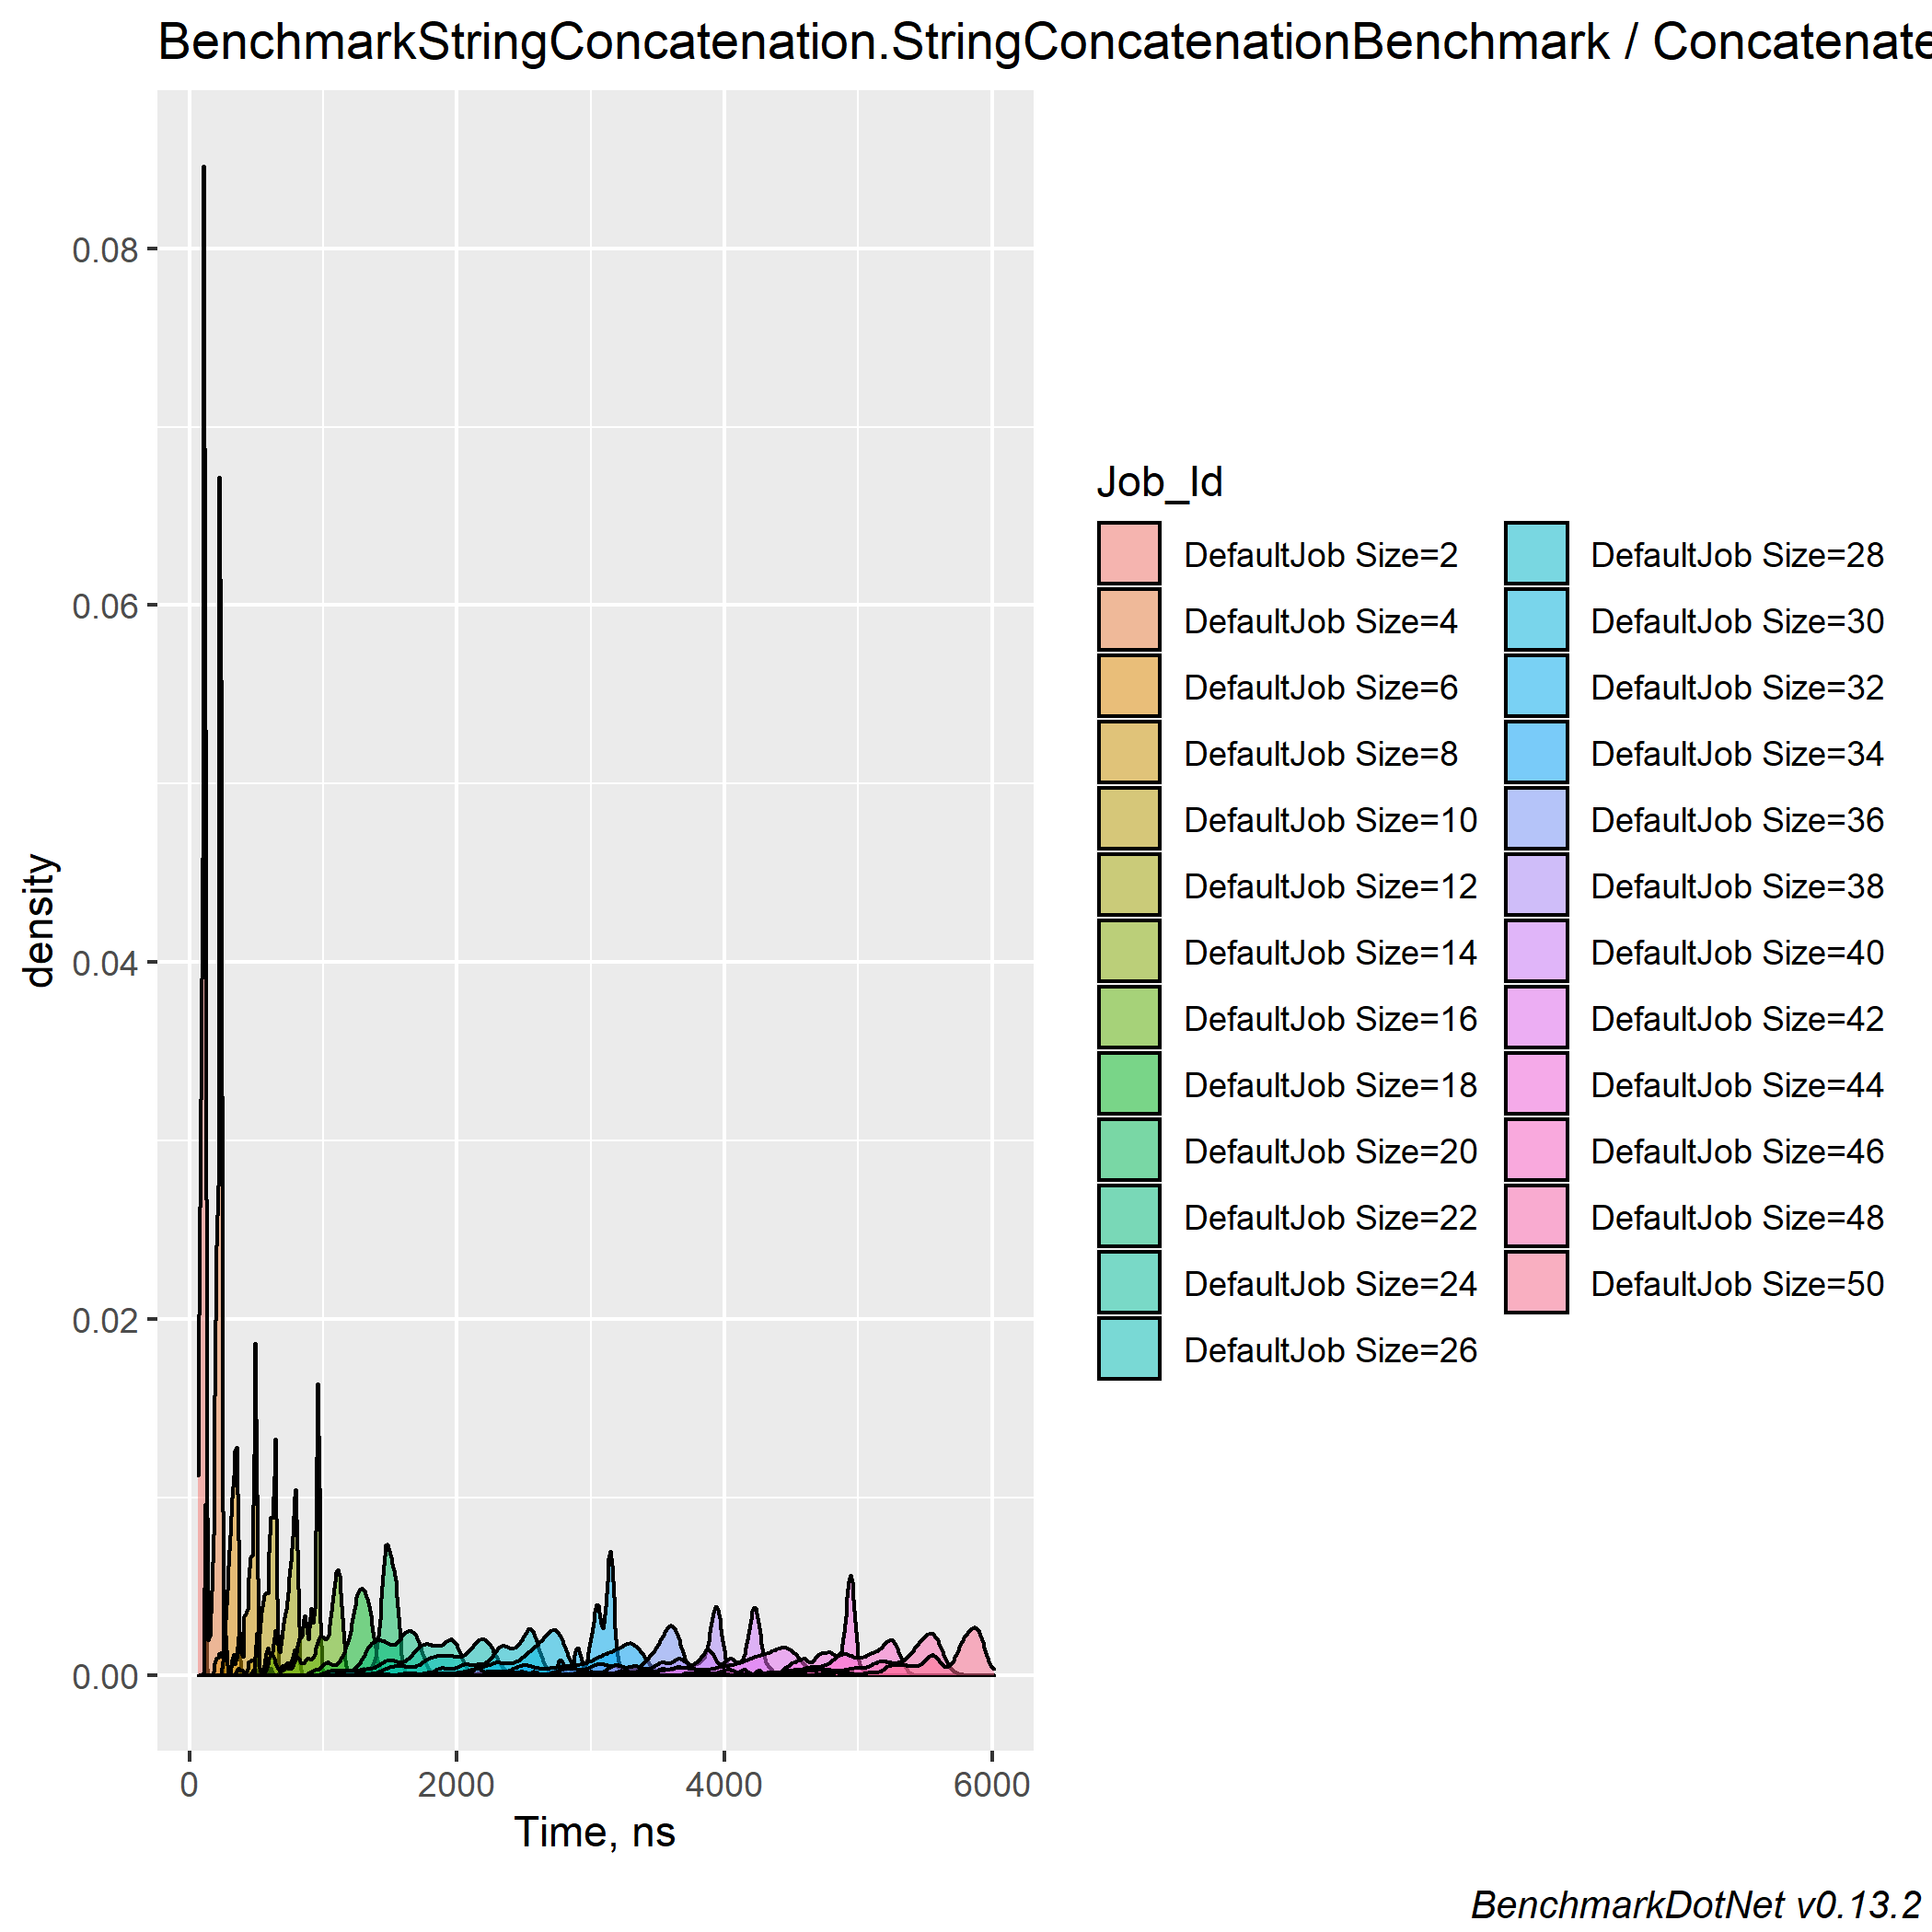 BenchmarkStringConcatenation.StringConcatenationBenchmark / Concatenate
density
0.08
0.06
0.04
0.02
0.00
0
2000
4000
6000
Time, ns
Job_Id
DefaultJob Size=2
DefaultJob Size=4
DefaultJob Size=6
DefaultJob Size=8
DefaultJob Size=10
DefaultJob Size=12
DefaultJob Size=14
DefaultJob Size=16
DefaultJob Size=18
DefaultJob Size=20
DefaultJob Size=22
DefaultJob Size=24
DefaultJob Size=26
DefaultJob Size=28
DefaultJob Size=30
DefaultJob Size=32
DefaultJob Size=34
DefaultJob Size=36
DefaultJob Size=38
DefaultJob Size=40
DefaultJob Size=42
DefaultJob Size=44
DefaultJob Size=46
DefaultJob Size=48
DefaultJob Size=50
BenchmarkDotNet v0.13.2